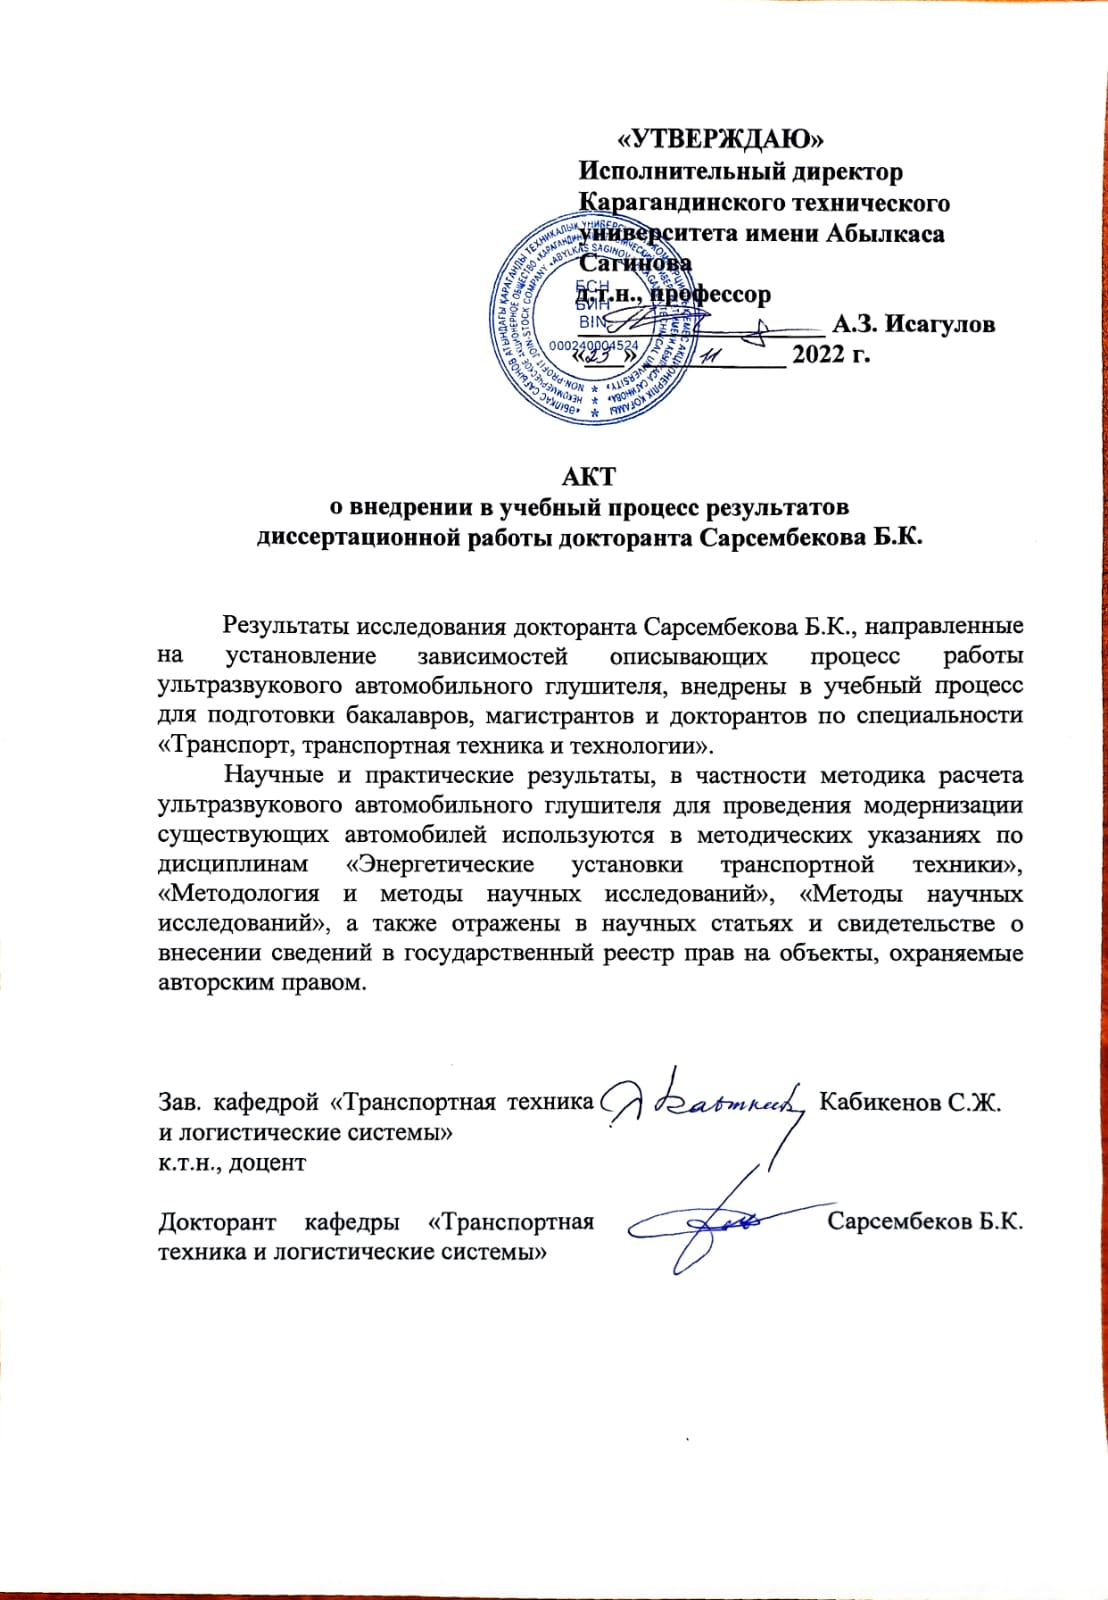 «УТВЕРЖДАЮ»
Исполнительный директор
Карагандинского технического
университета имени Абылкаса
Сагинова
д.т.н., профессор
А.З. Исагулов
«23» 11 2022 г.
БСН
БИН
BIN
000240004524
АКТ
о внедрении в учебный процесс результатов
диссертационной работы докторанта Сарсембекова Б.К.
Результаты исследования докторанта Сарсембекова Б.К., направленные
на установление зависимостей описывающих процесс работы
ультразвукового автомобильного глушителя, внедрены в учебный процесс
для подготовки бакалавров, магистрантов и докторантов по специальности
«Транспорт, транспортная техника и технологии».
Научные и практические результаты, в частности методика расчета
ультразвукового автомобильного глушителя для проведения модернизации
существующих автомобилей используются в методических указаниях по
дисциплинам «Энергетические установки транспортной техники»,
«Методология и методы научных исследований», «Методы научных
исследований», а также отражены в научных статьях и свидетельстве о
внесении сведений в государственный реестр прав на объекты, охраняемые
авторским правом.
Зав. кафедрой «Транспортная техника Кабикенов С.Ж.
и логистические системы»
к.т.н., доцент
Докторант кафедры «Транспортная Сарсембеков Б.К.
техника и логистические системы»